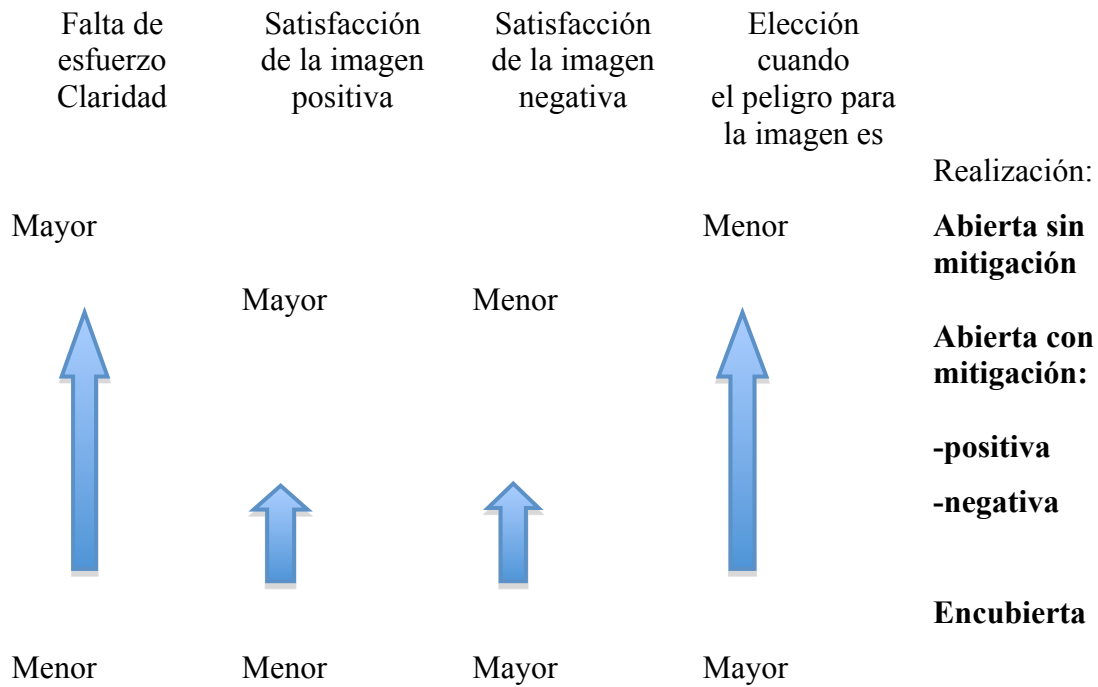 Falta de
esfuerzo
Claridad
Satisfacción
de la imagen
positiva
Satisfacción
de la imagen
negativa
Elección
cuando
el peligro para
la imagen es
Realización:
Mayor
Menor
Abierta sin
mitigación
Mayor
Menor
Abierta con
mitigación:
-positiva
-negativa
Encubierta
Menor
Menor
Mayor
Mayor